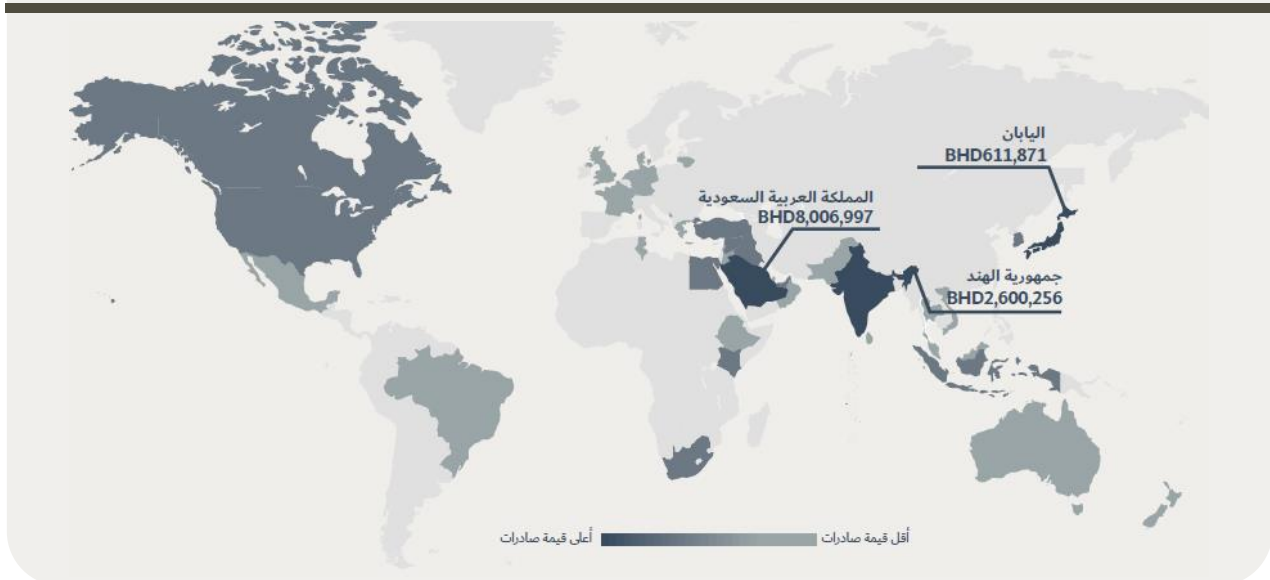 اليابان
BHD611,871
المملكة العربية السعودية
BHD8,006,997
جمهورية الهند
BHD2,600,256
أقل قيمة صادرات
أعلى قيمة صادرات